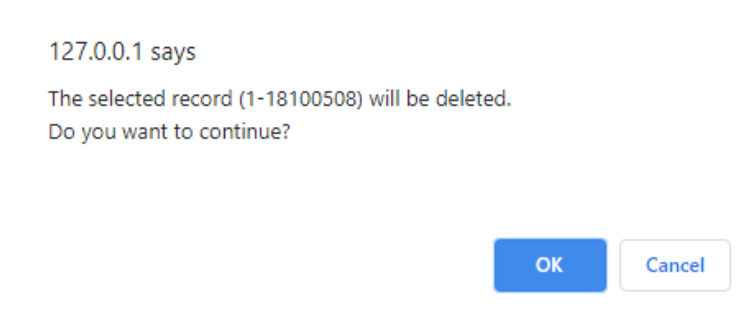 127.0.0.1 says
The selected record (1-18100508) will be deleted.
Do you want to continue?
OK
Cancel